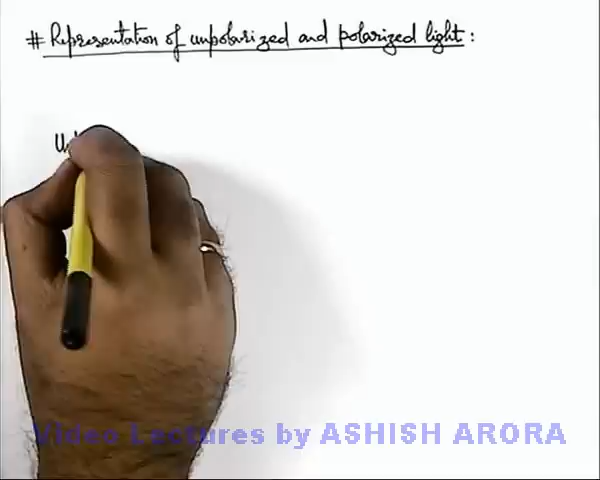 # Representation of unpolarized and polarized light :
Video Lectures by ASHISH ARORA